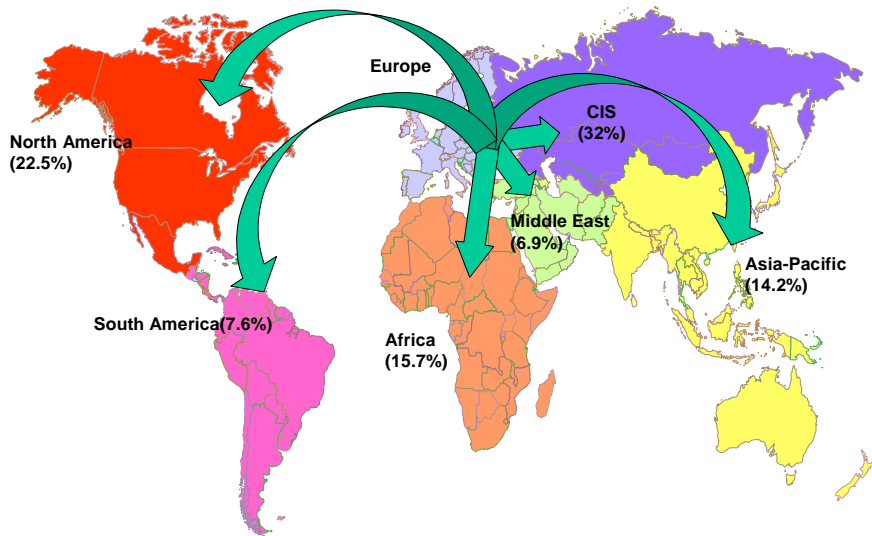 Europe
CIS
(32%)
North America
(22.5%)
Middle East
(6.9%)
Asia-Pacific
(14.2%)
South America(7.6%)
Africa
(15.7%)